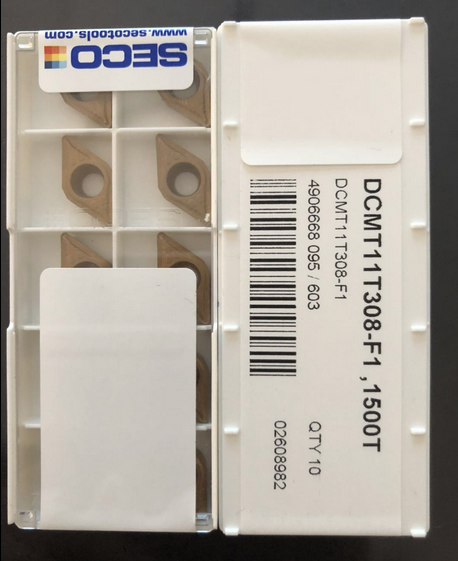 SECO
www.secotools.com
DCMT11T308-F1 ,1500T
DCMT11T308-F1
4906668 095 / 603
QTY 10
02608982